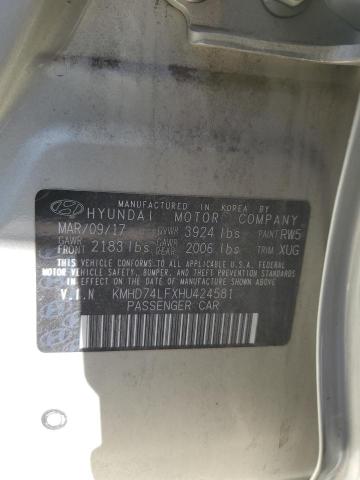 MANUFACTURED IN KOREA BY
HYUNDAI MOTOR COMPANY
MAR/09/17 GVWR 3924 lbs PAINT RW5
GAWR FRONT 2183 lbs GAWR REAR 2006 lbs TRIM XUG
THIS VEHICLE CONFORMS TO ALL APPLICABLE U.S.A. FEDERAL
MOTOR VEHICLE SAFETY, BUMPER, AND THEFT PREVENTION
STANDARDS IN EFFECT ON THE DATE OF MANUFACTURE SHOWN ABOVE.
V.I.N KMHD74LFXHU424581
PASSENGER CAR